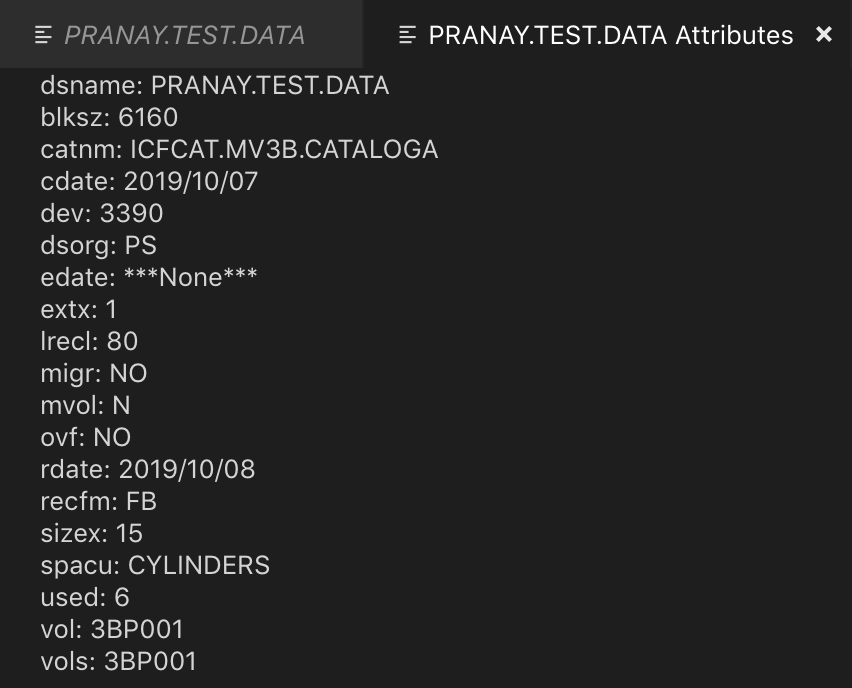 PRANAY.TEST.DATA
PRANAY.TEST.DATA Attributes
dsname: PRANAY.TEST.DATA
blksz: 6160
catnm: ICFCAT.MV3B.CATALOGA
cdate: 2019/10/07
dev: 3390
dsorg: PS
edate: ***None***
extx: 1
lrecl: 80
migr: NO
mvol: N
ovf: NO
rdate: 2019/10/08
recfm: FB
sizex: 15
spacu: CYLINDERS
used: 6
vol: 3BP001
vols: 3BP001